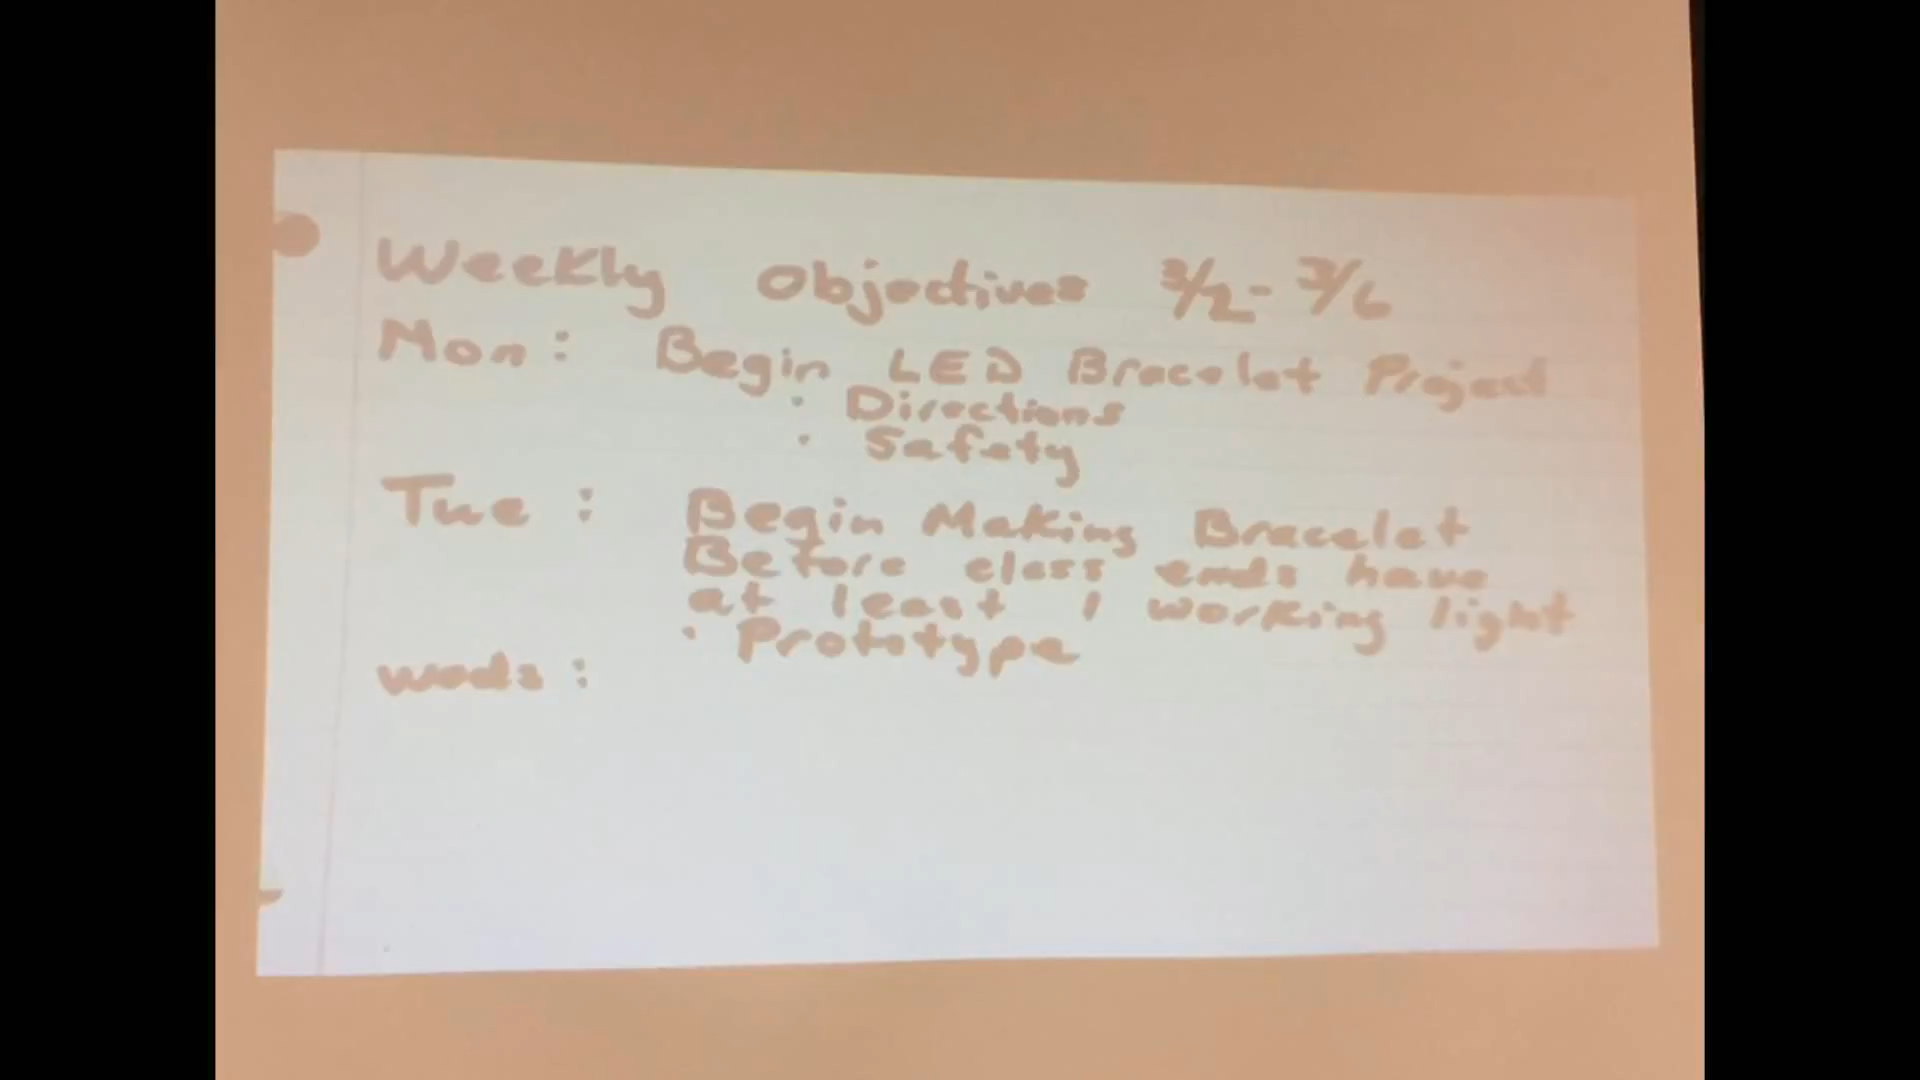 Weekly Objectives 3/2 - 3/6
Mon: Begin LED Bracelet Project
· Directions
· Safety
Tue: Begin Making Bracelet
Before class ends have
at least 1 working light
· Prototype
weds: